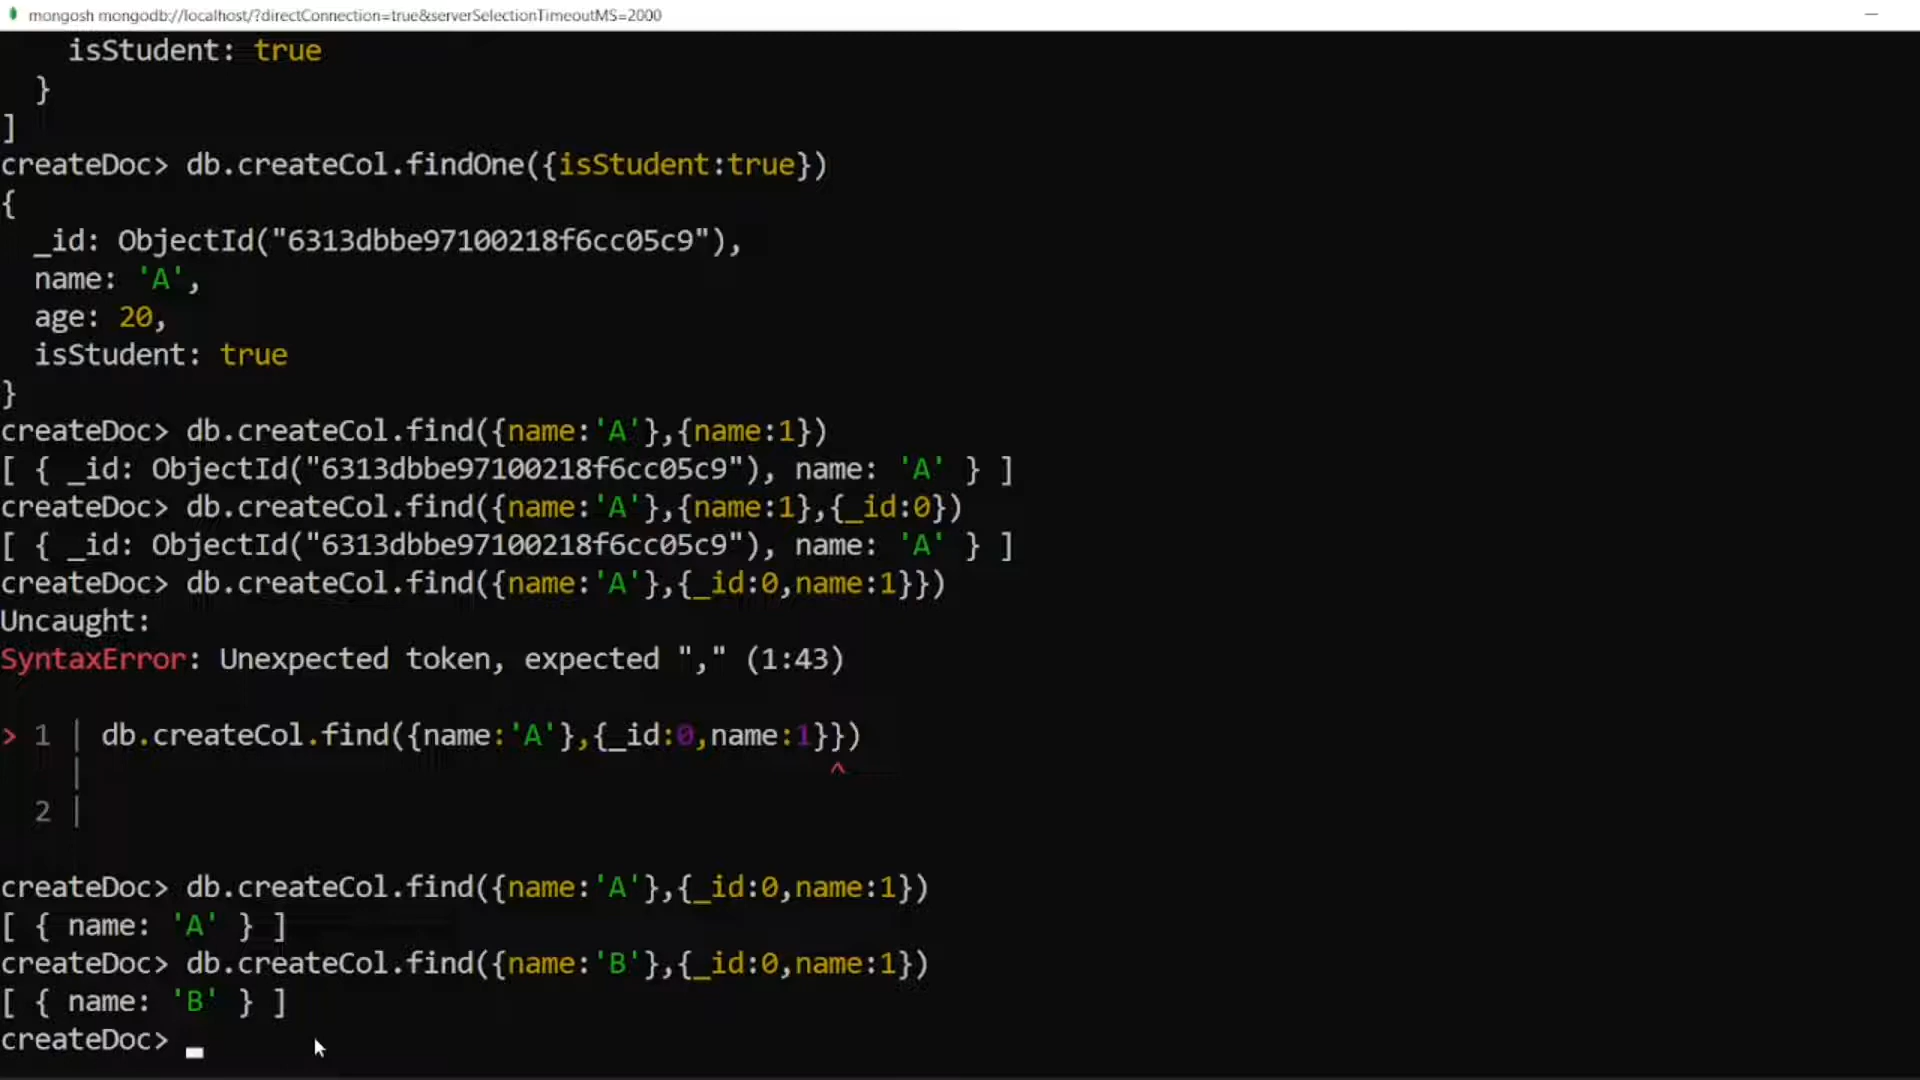 mongosh mongodb://localhost/?directConnection=true&serverSelectionTimeoutMS=2000
    isStudent: true
  }
]
createDoc> db.createCol.findOne({isStudent:true})
{
  _id: ObjectId("6313dbbe97100218f6cc05c9"),
  name: 'A',
  age: 20,
  isStudent: true
}
createDoc> db.createCol.find({name:'A'},{name:1})
[ { _id: ObjectId("6313dbbe97100218f6cc05c9"), name: 'A' } ]
createDoc> db.createCol.find({name:'A'},{name:1},{_id:0})
[ { _id: ObjectId("6313dbbe97100218f6cc05c9"), name: 'A' } ]
createDoc> db.createCol.find({name:'A'},{_id:0,name:1}})
Uncaught:
SyntaxError: Unexpected token, expected "," (1:43)
> 1 | db.createCol.find({name:'A'},{_id:0,name:1}})
    |                                            ^
  2 |
createDoc> db.createCol.find({name:'A'},{_id:0,name:1})
[ { name: 'A' } ]
createDoc> db.createCol.find({name:'B'},{_id:0,name:1})
[ { name: 'B' } ]
createDoc>